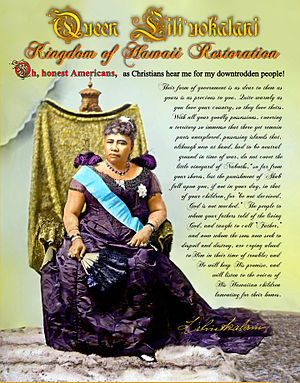 Queen Lili'uokalani
Kingdom of Hawaii Restoration
Oh, honest Americans, as Christians hear me for my downtrodden people!
Their form of government is as dear to them as
yours is as precious to you. Quite warmly as
you love your country, so they love theirs.
With all your goodly possessions, covering
a territory so immense that there yet remain
parts unexplored, possessing islands that,
although near at hand, had to be neutral
ground in time of war, do not covet the
little vineyard of Naboth's, so far from
your shores, lest the punishment of Ahab
fall upon you, if not in your day, in that
of your children, for "be not deceived,
God is not mocked." The people to
whom your fathers told of the living
God, and taught to call "Father,"
and now whom the sons now seek to
despoil and destroy, are crying aloud
to Him in their time of trouble; and
He will keep His promise, and
will listen to the voices of
His Hawaiian children
lamenting for their homes.
Liliuokalani